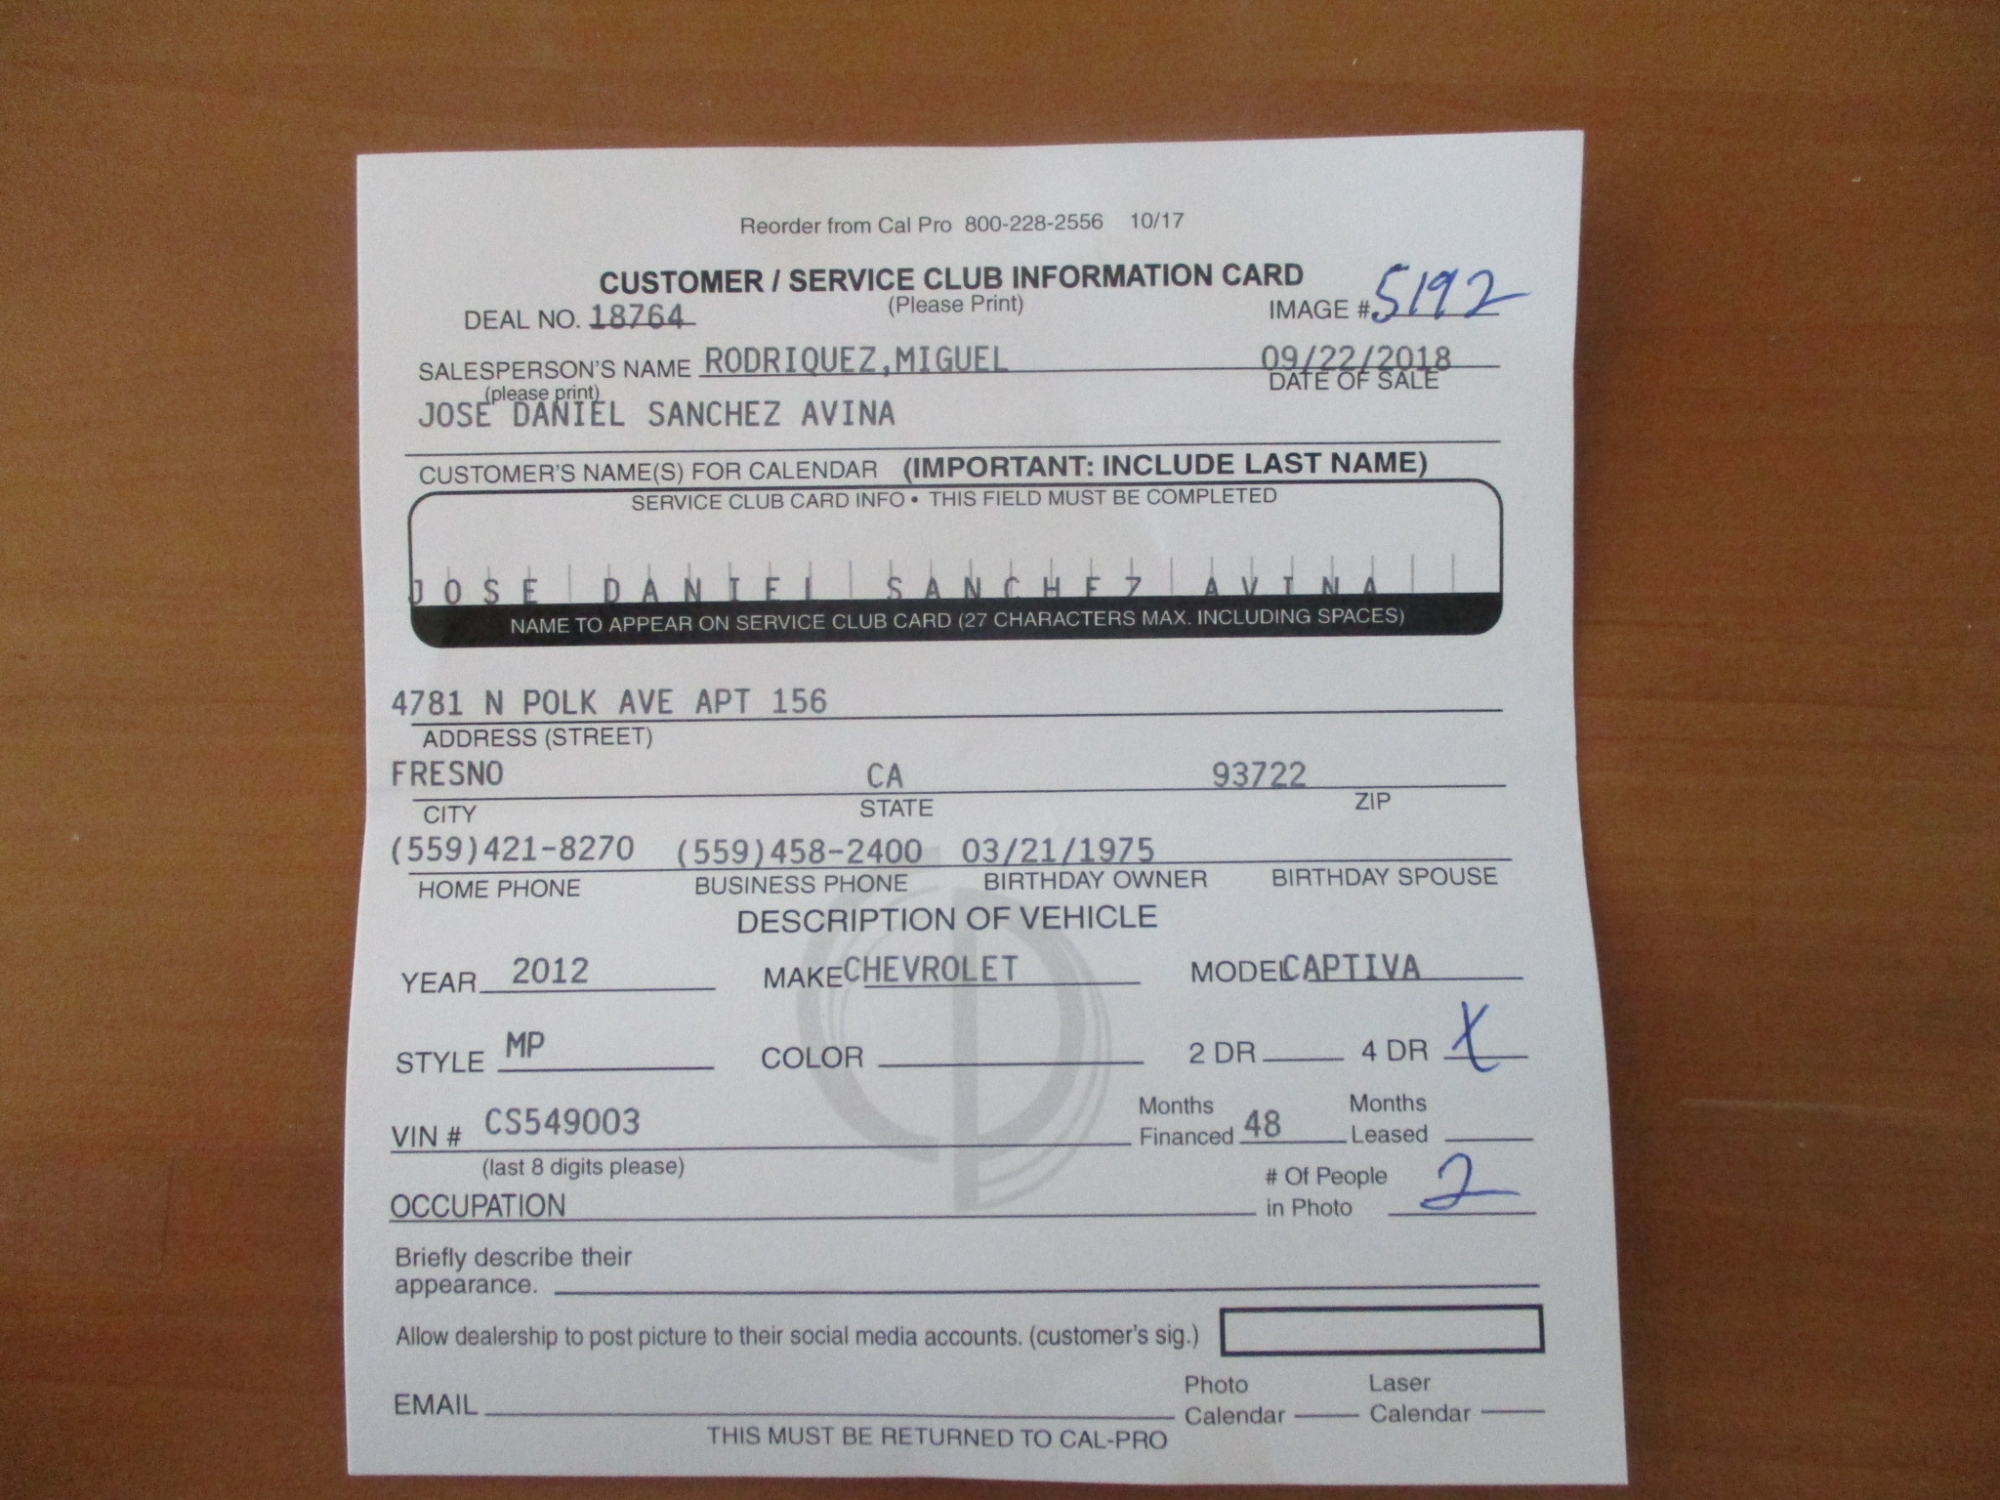 Reorder from Cal Pro 800-228-2556 10/17
CUSTOMER / SERVICE CLUB INFORMATION CARD
DEAL NO. 18764 (Please Print) IMAGE # 5192
SALESPERSON'S NAME RODRIQUEZ,MIGUEL 09/22/2018
(please print) DATE OF SALE
JOSE DANIEL SANCHEZ AVINA
CUSTOMER'S NAME(S) FOR CALENDAR (IMPORTANT: INCLUDE LAST NAME)
SERVICE CLUB CARD INFO • THIS FIELD MUST BE COMPLETED
JOSE DANIEL SANCHEZ AVINA
NAME TO APPEAR ON SERVICE CLUB CARD (27 CHARACTERS MAX. INCLUDING SPACES)
4781 N POLK AVE APT 156
ADDRESS (STREET)
FRESNO CA 93722
CITY STATE ZIP
(559)421-8270 (559)458-2400 03/21/1975
HOME PHONE BUSINESS PHONE BIRTHDAY OWNER BIRTHDAY SPOUSE
DESCRIPTION OF VEHICLE
YEAR 2012 MAKE CHEVROLET MODEL CAPTIVA
STYLE MP COLOR 2 DR 4 DR X
VIN # CS549003 Months Financed 48 Months Leased
(last 8 digits please)
OCCUPATION # Of People in Photo 2
Briefly describe their
appearance.
Allow dealership to post picture to their social media accounts. (customer's sig.)
EMAIL Photo Calendar Laser Calendar
THIS MUST BE RETURNED TO CAL-PRO